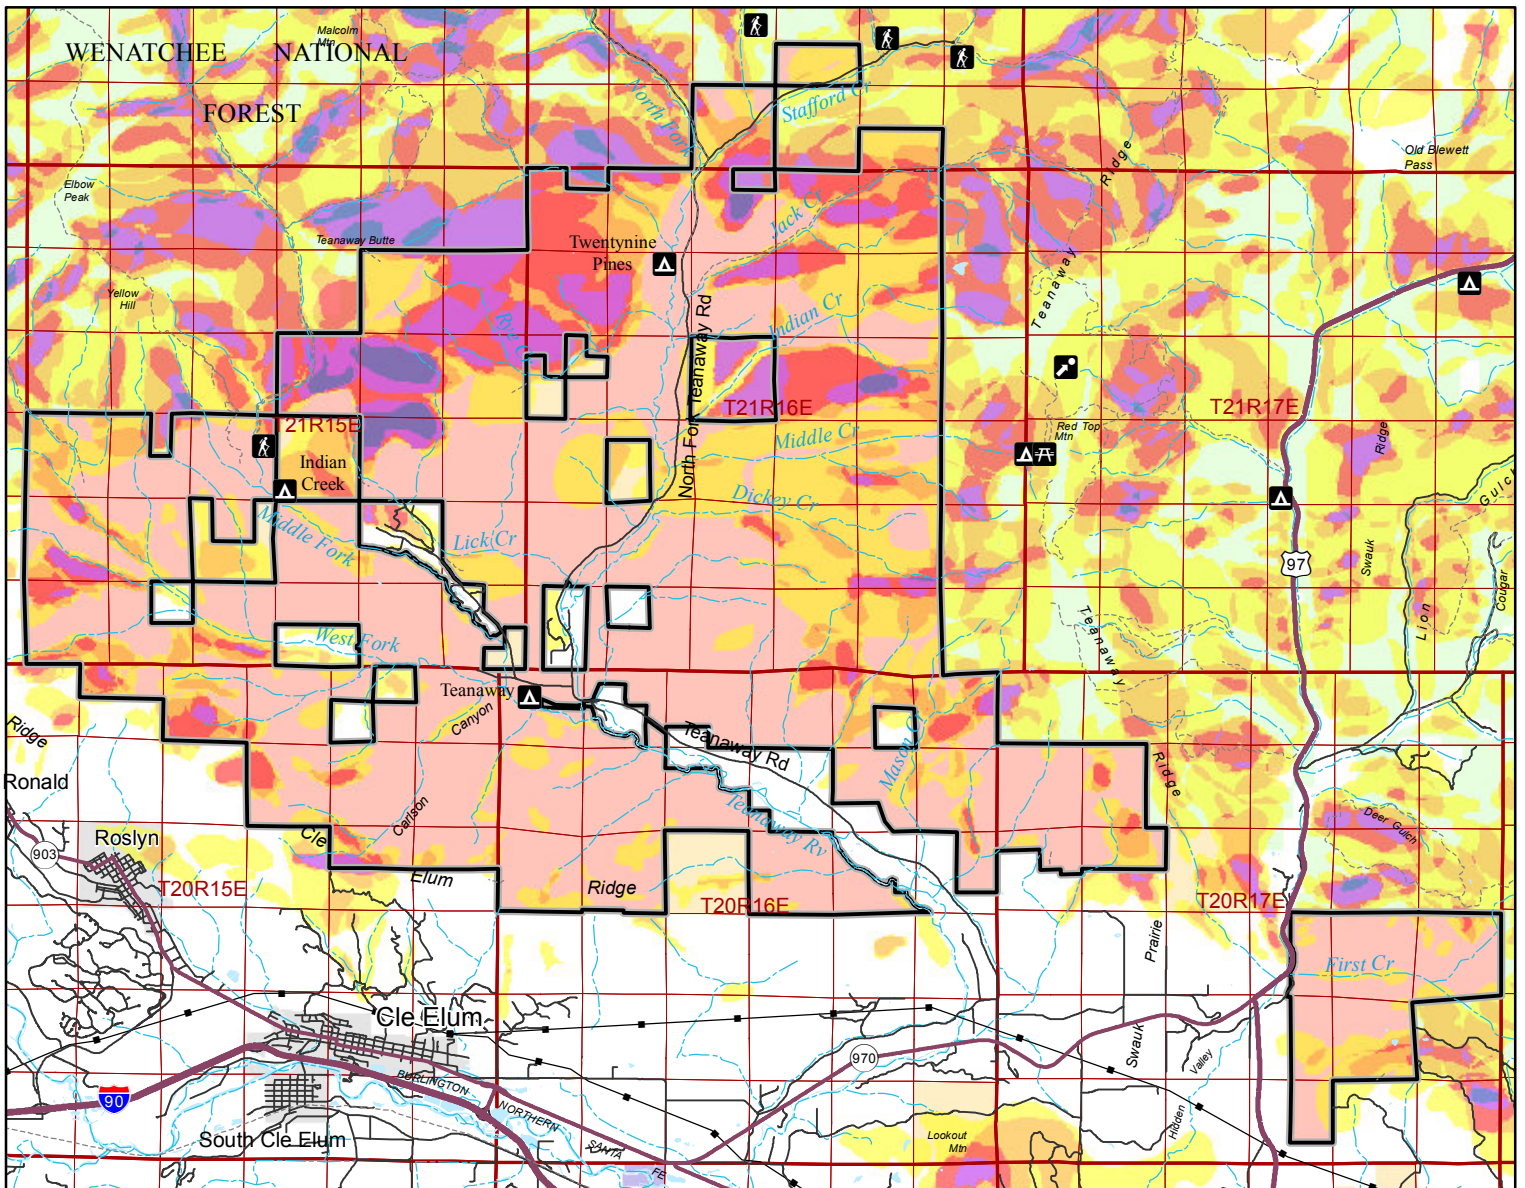 Malcolm
Mtn
WENATCHEE NATIONAL
FOREST
North Fork
Stafford Cr
Old Blewett
Pass
Elbow
Peak
Teanaway Butte
Jack Cr
Twentynine
Pines
Teanaway Ridge
Yellow
Hill
Rye C
Indian Cr
North Fork Teanaway Rd
T21R16E
T21R17E
21R15E
Middle Cr
Red Top
Mtn
Ridge
Swauk
Indian
Creek
Dickey Cr
Gulch
Middle Fork
Lick Cr
97
Lion
Cougar
West Fork
Teanaway
Ridge
Teanaway
Canyon
Carlson
Teanaway Rd
Mason C
Ridge
Ronald
Teanaway Rv
Roslyn
903
Cle
Elum
Ridge
Deer Gulch
T20R15E
T20R16E
T20R17E
Prairie
Swauk
First Cr
Cle Elum
970
Valley
Hidden
90
BURLINGTON
NORTHERN
SANTA
FE
South Cle Elum
Lookout
Mtn